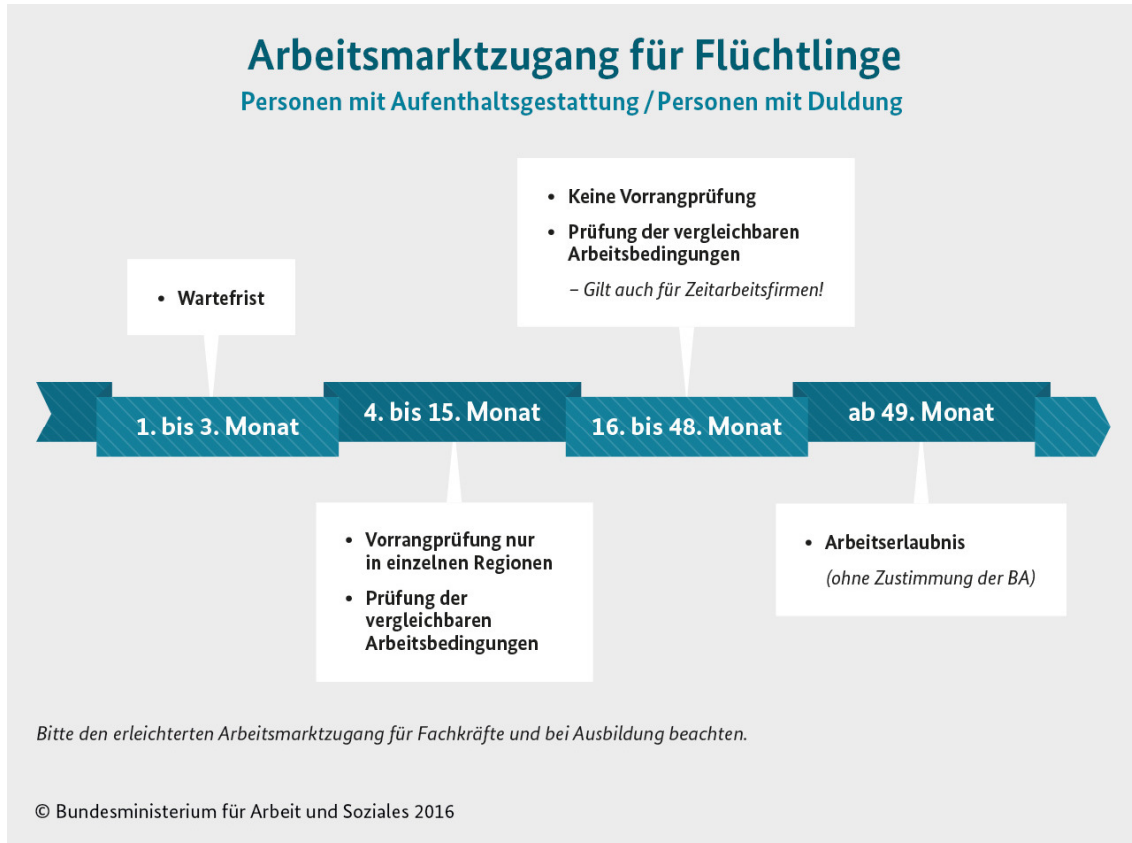 Arbeitsmarktzugang für Flüchtlinge
Personen mit Aufenthaltsgestattung / Personen mit Duldung
• Wartefrist
1. bis 3. Monat
• Vorrangprüfung nur
in einzelnen Regionen
• Prüfung der
vergleichbaren
Arbeitsbedingungen
4. bis 15. Monat
• Keine Vorrangprüfung
• Prüfung der vergleichbaren
Arbeitsbedingungen
– Gilt auch für Zeitarbeitsfirmen!
16. bis 48. Monat
ab 49. Monat
• Arbeitserlaubnis
(ohne Zustimmung der BA)
Bitte den erleichterten Arbeitsmarktzugang für Fachkräfte und bei Ausbildung beachten.
© Bundesministerium für Arbeit und Soziales 2016